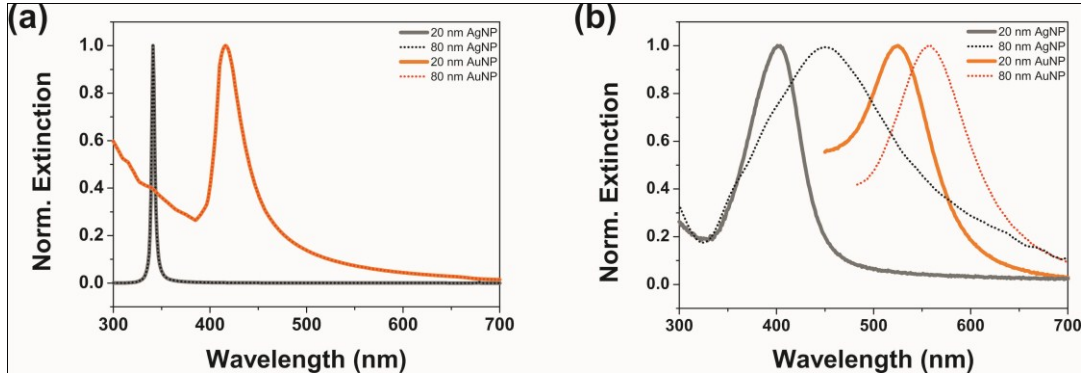 (a)
20 nm AgNP
80 nm AgNP
20 nm AuNP
80 nm AuNP
Norm. Extinction
1.0
0.8
0.6
0.4
0.2
0.0
300
400
500
600
700
Wavelength (nm)
(b)
20 nm AgNP
80 nm AgNP
20 nm AuNP
80 nm AuNP
Norm. Extinction
1.0
0.8
0.6
0.4
0.2
0.0
300
400
500
600
700
Wavelength (nm)